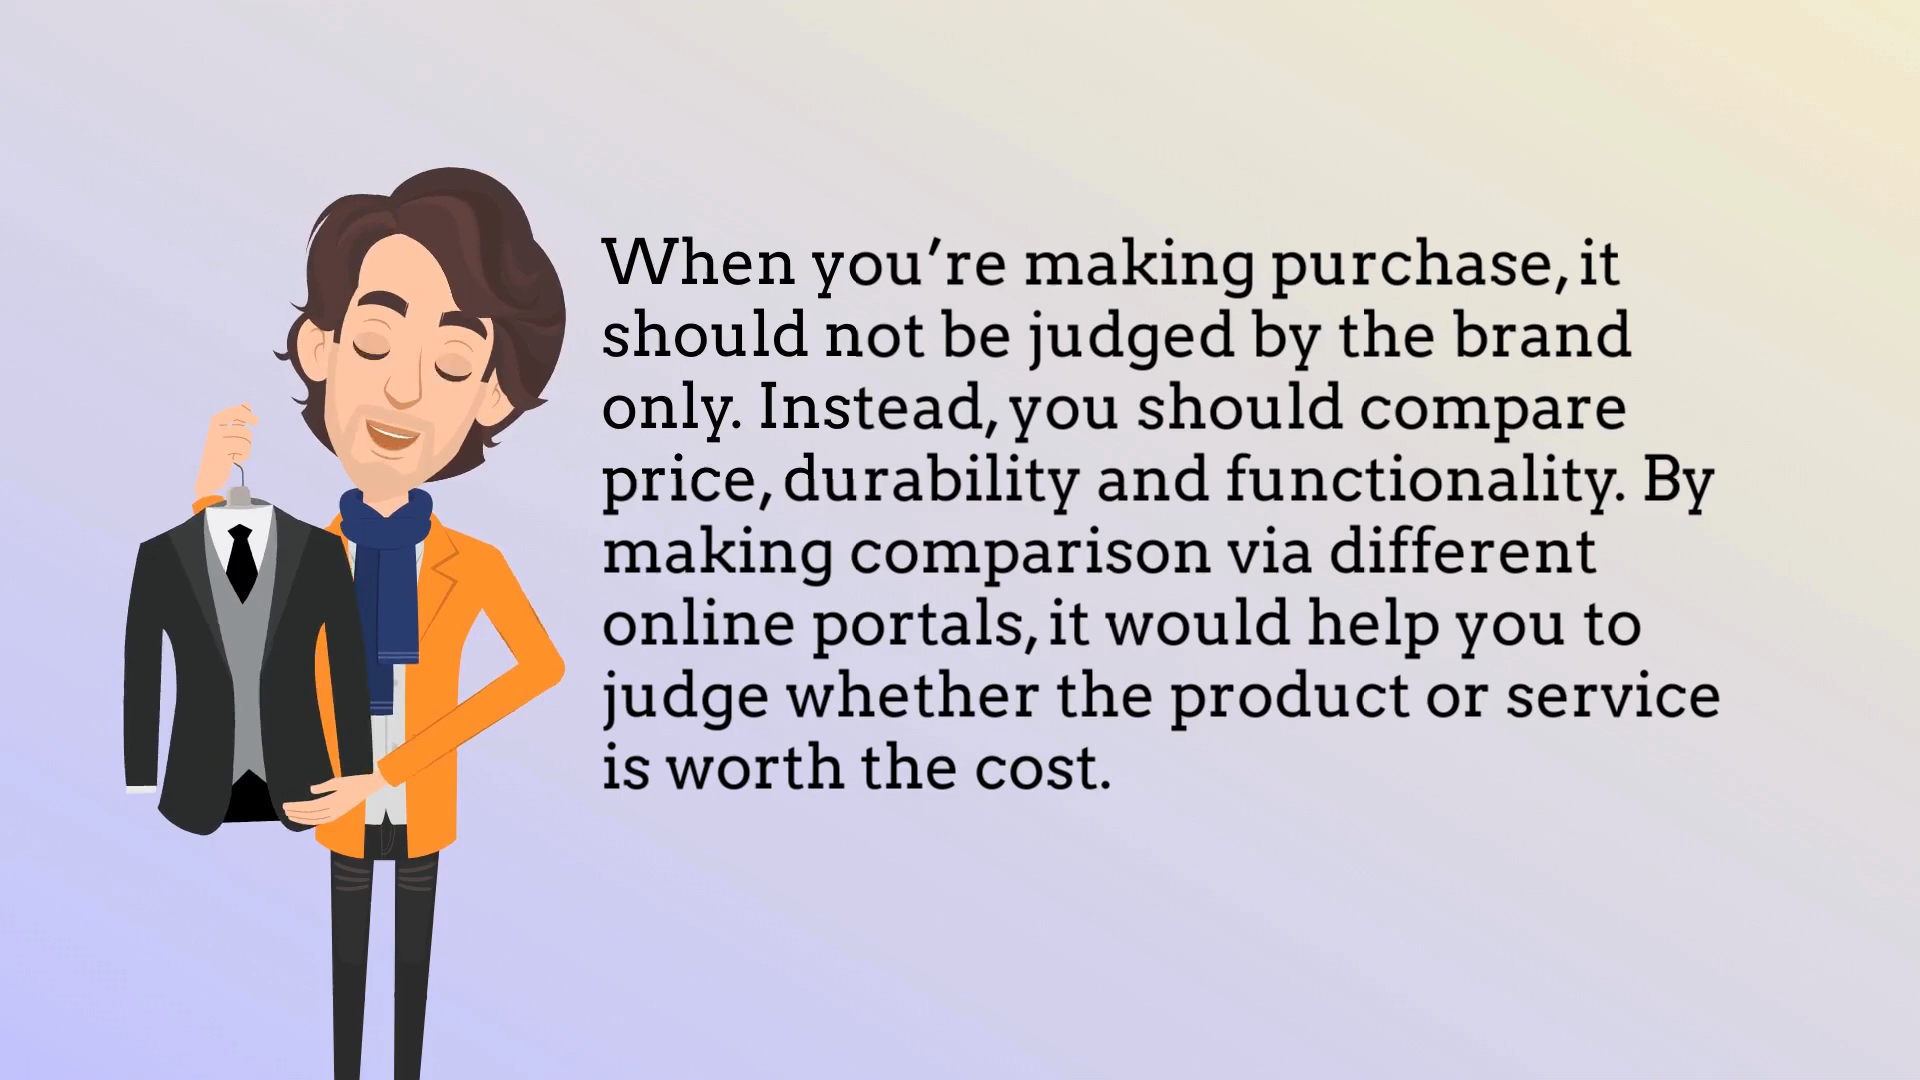 When you’re making purchase, it
should not be judged by the brand
only. Instead, you should compare
price, durability and functionality. By
making comparison via different
online portals, it would help you to
judge whether the product or service
is worth the cost.